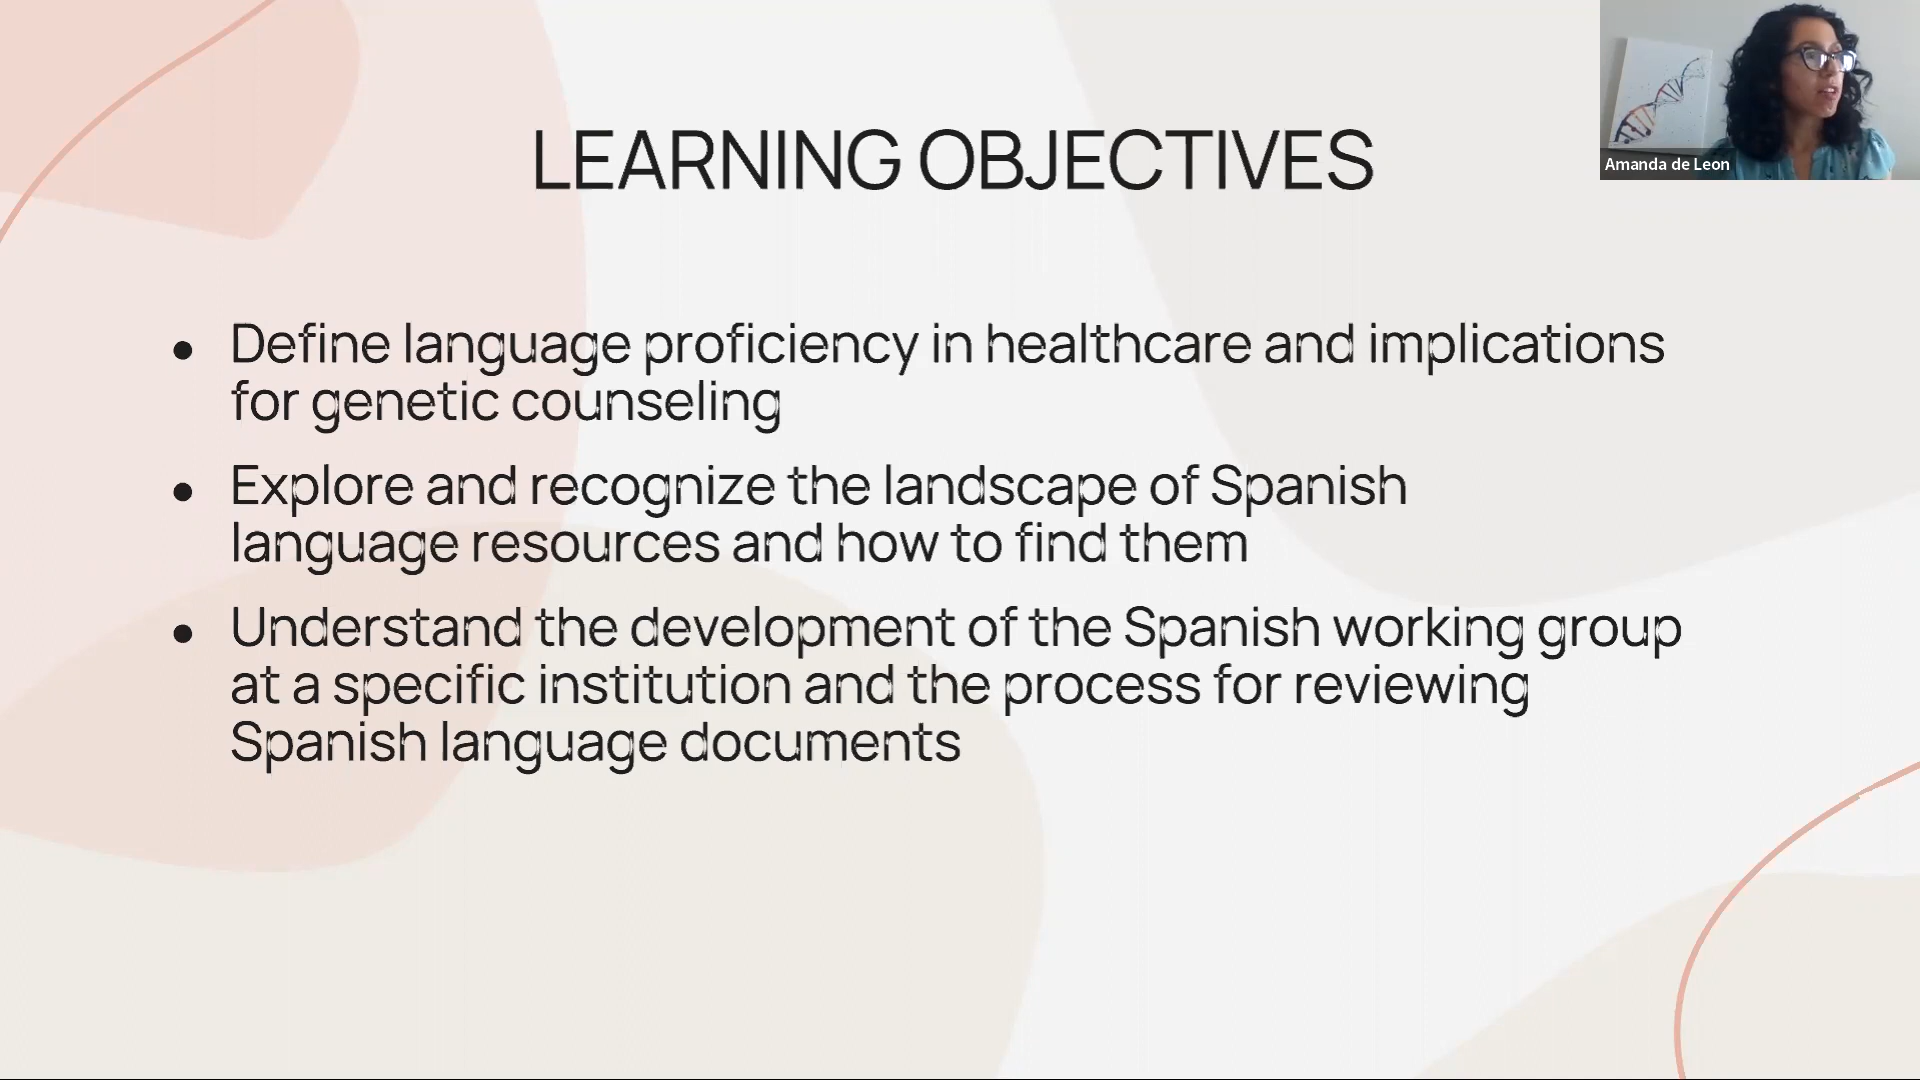 LEARNING OBJECTIVES
Amanda de Leon
• Define language proficiency in healthcare and implications
for genetic counseling
• Explore and recognize the landscape of Spanish
language resources and how to find them
• Understand the development of the Spanish working group
at a specific institution and the process for reviewing
Spanish language documents